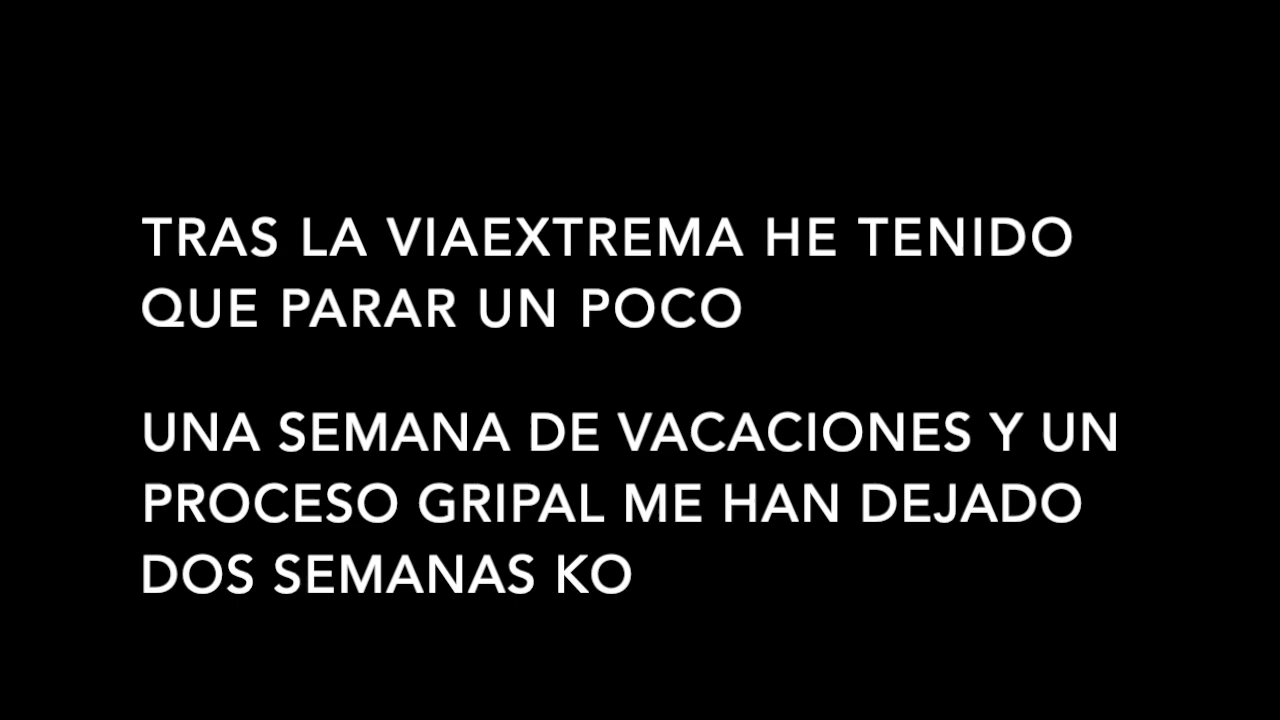 TRAS LA VIAEXTREMA HE TENIDO
QUE PARAR UN POCO
UNA SEMANA DE VACACIONES Y UN
PROCESO GRIPAL ME HAN DEJADO
DOS SEMANAS KO